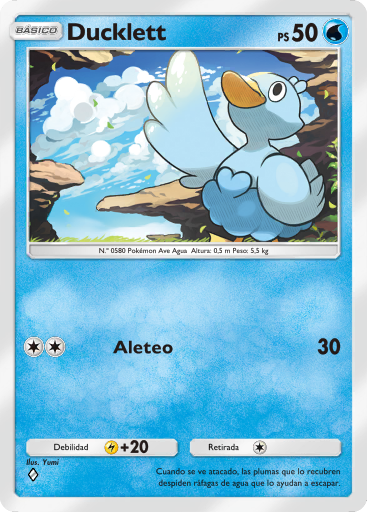 BÁSICO Ducklett PS 50
N.º 0580 Pokémon Ave Agua Altura: 0,5 m Peso: 5,5 kg
Aleteo 30
Debilidad +20 Retirada
Ilus. Yumi
Cuando se ve atacado, las plumas que lo recubren
despiden ráfagas de agua que lo ayudan a escapar.